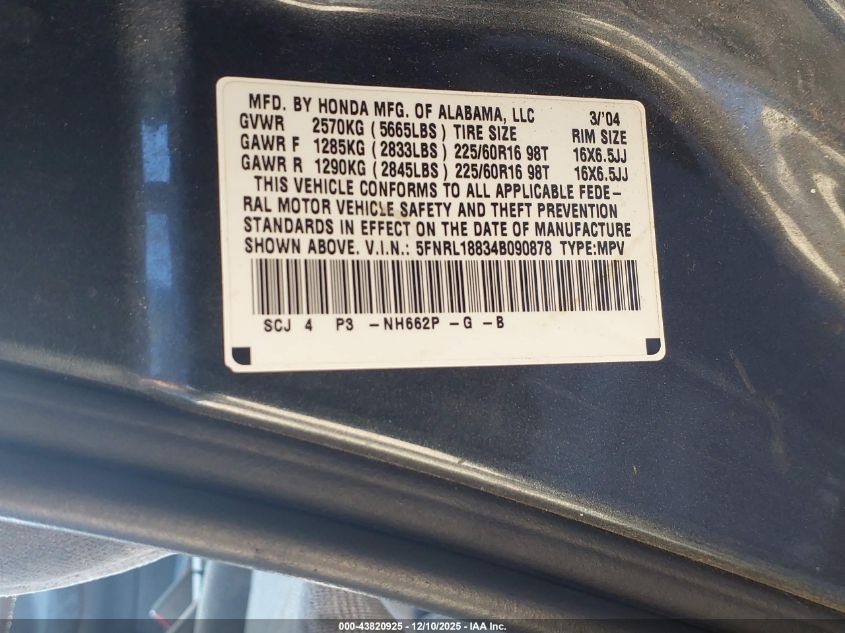 MFD. BY HONDA MFG. OF ALABAMA, LLC 3/'04
GVWR 2570KG (5665LBS) TIRE SIZE RIM SIZE
GAWR F 1285KG (2833LBS) 225/60R16 98T 16X6.5JJ
GAWR R 1290KG (2845LBS) 225/60R16 98T 16X6.5JJ
THIS VEHICLE CONFORMS TO ALL APPLICABLE FEDE-
RAL MOTOR VEHICLE SAFETY AND THEFT PREVENTION
STANDARDS IN EFFECT ON THE DATE OF MANUFACTURE
SHOWN ABOVE. V.I.N.: 5FNRL18834B090878 TYPE:MPV
SCJ 4 P3 -NH662P -G -B
000-43820925 - 12/10/2025 - IAA Inc.